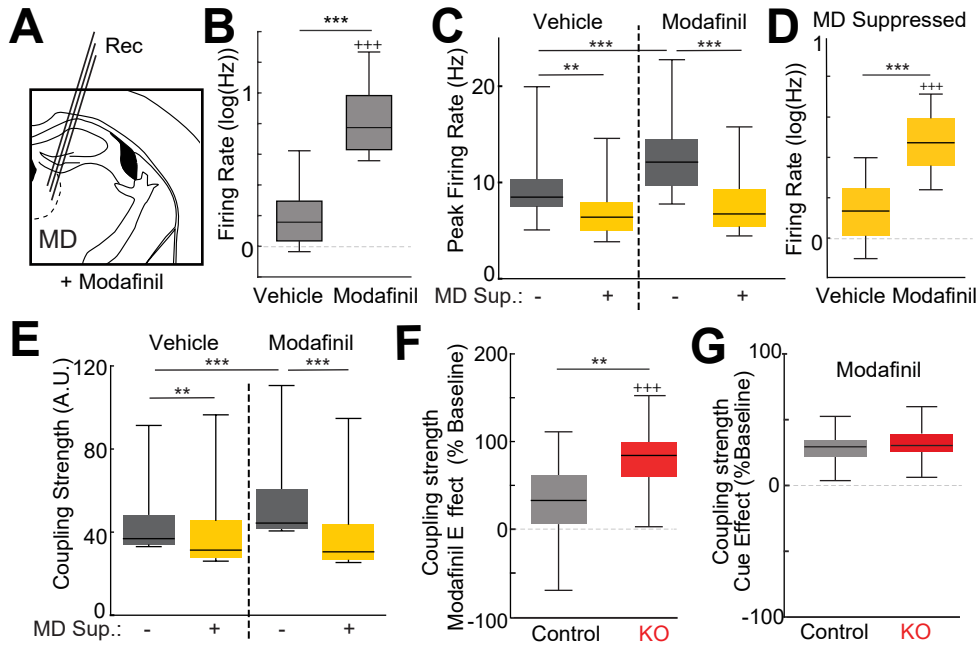 A
Rec
MD
+ Modafinil
B
***
+++
Firing Rate (log(Hz))
1
0
Vehicle Modafinil
C
Vehicle Modafinil
*** ***
**
Peak Firing Rate (Hz)
20
10
0
MD Sup.: - + - +
D
MD Suppressed
1
***
+++
Firing Rate (log(Hz))
0
Vehicle Modafinil
E
Vehicle Modafinil
*** ***
**
Coupling Strength (A.U.)
120
80
40
0
MD Sup.: - + - +
F
200
**
+++
Coupling strength
Modafinil E ffect (% Baseline)
100
0
-100
Control KO
G
100
Modafinil
Coupling strength
Cue Effect (%Baseline)
0
-100
Control KO